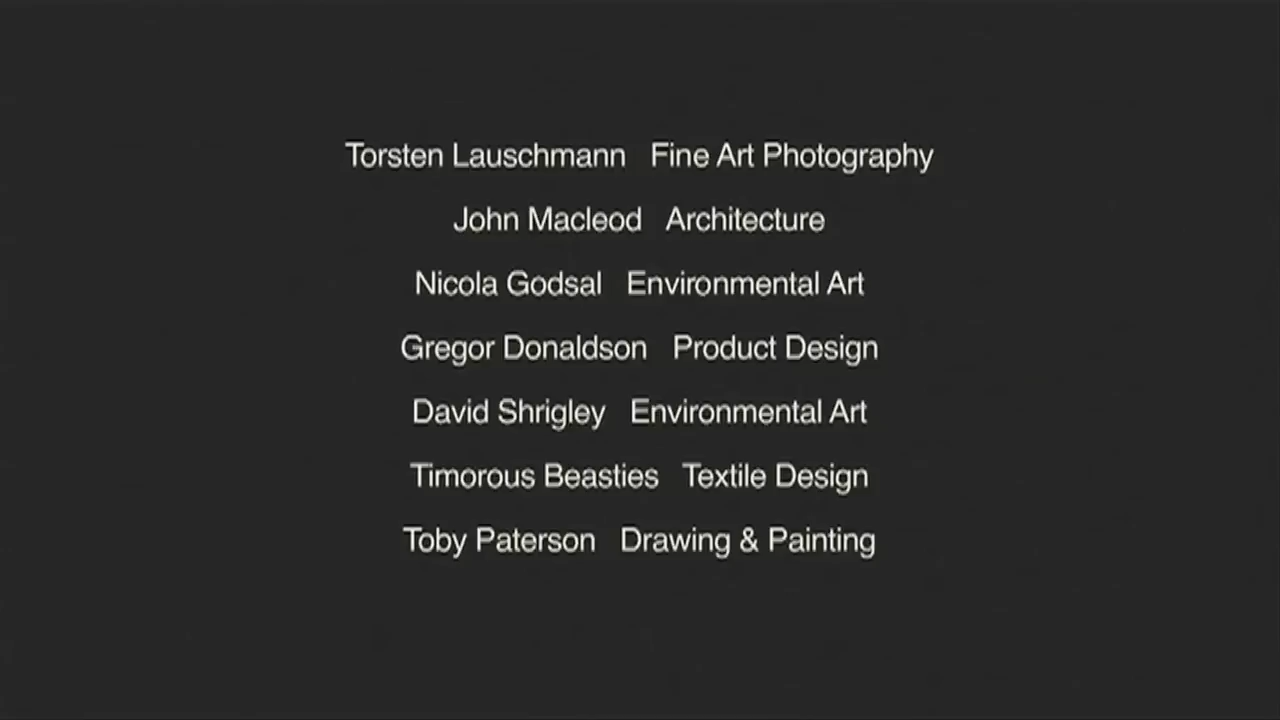 Torsten Lauschmann Fine Art Photography
John Macleod Architecture
Nicola Godsal Environmental Art
Gregor Donaldson Product Design
David Shrigley Environmental Art
Timorous Beasties Textile Design
Toby Paterson Drawing & Painting